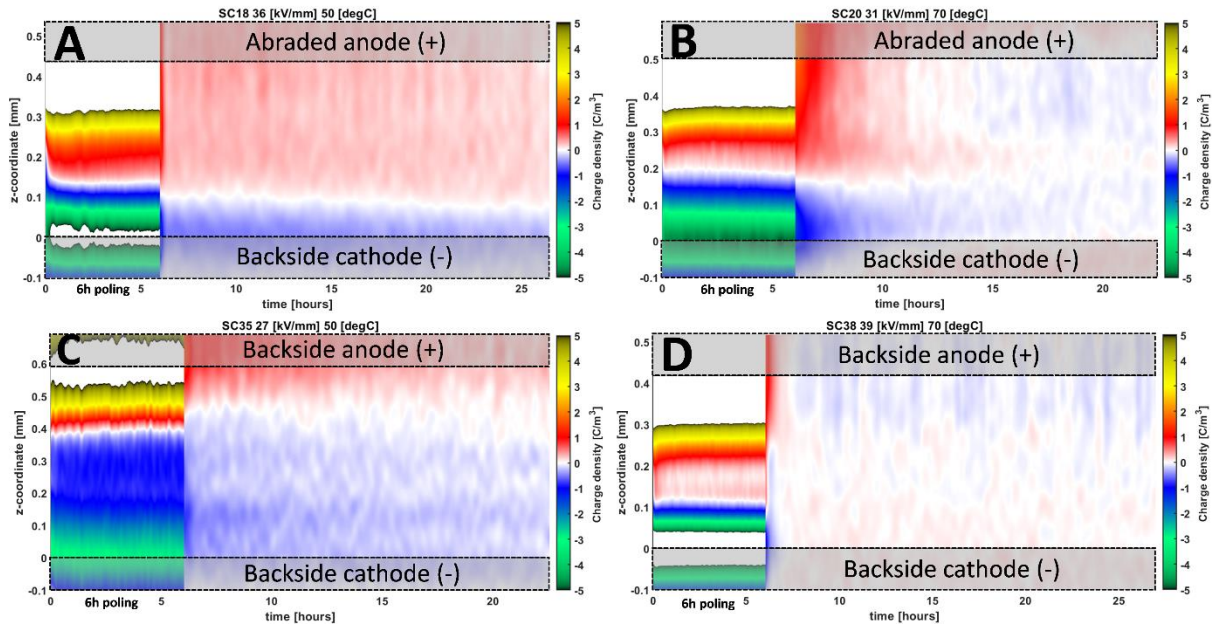 A
SC18 36 [kV/mm] 50 [degC]
Abraded anode (+)
Backside cathode (-)
z-coordinate [mm]
0.5
0.4
0.3
0.2
0.1
0
-0.1
0
5
10
15
20
25
6h poling
time [hours]
Charge density [C/m³]
5
4
3
2
1
0
-1
-2
-3
-4
-5
B
SC20 31 [kV/mm] 70 [degC]
Abraded anode (+)
Backside cathode (-)
z-coordinate [mm]
0.5
0.4
0.3
0.2
0.1
0
-0.1
0
5
10
15
20
6h poling
time [hours]
Charge density [C/m³]
5
4
3
2
1
0
-1
-2
-3
-4
-5
C
SC35 27 [kV/mm] 50 [degC]
Backside anode (+)
Backside cathode (-)
z-coordinate [mm]
0.6
0.5
0.4
0.3
0.2
0.1
0
-0.1
0
5
10
15
20
6h poling
time [hours]
Charge density [C/m³]
5
4
3
2
1
0
-1
-2
-3
-4
-5
D
SC38 39 [kV/mm] 70 [degC]
Backside anode (+)
Backside cathode (-)
z-coordinate [mm]
0.5
0.4
0.3
0.2
0.1
0
-0.1
0
5
10
15
20
25
6h poling
time [hours]
Charge density [C/m³]
5
4
3
2
1
0
-1
-2
-3
-4
-5